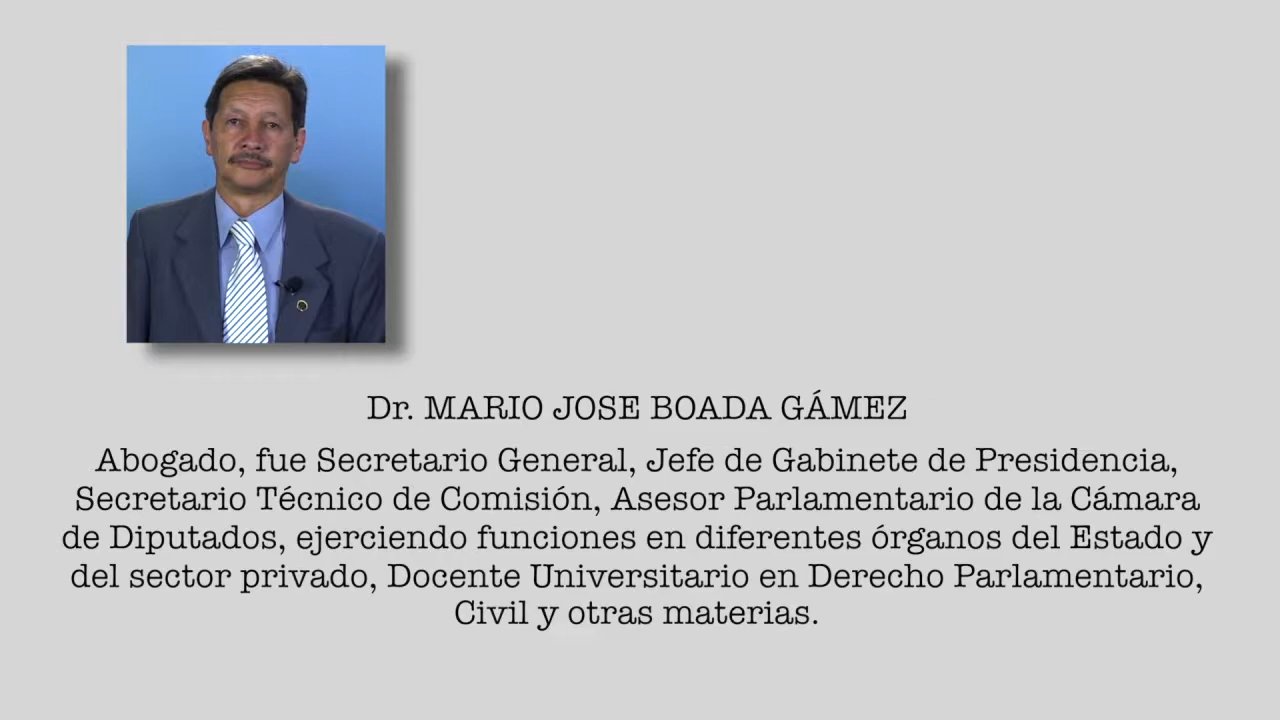 Dr. MARIO JOSE BOADA GÁMEZ
Abogado, fue Secretario General, Jefe de Gabinete de Presidencia,
Secretario Técnico de Comisión, Asesor Parlamentario de la Cámara
de Diputados, ejerciendo funciones en diferentes órganos del Estado y
del sector privado, Docente Universitario en Derecho Parlamentario,
Civil y otras materias.